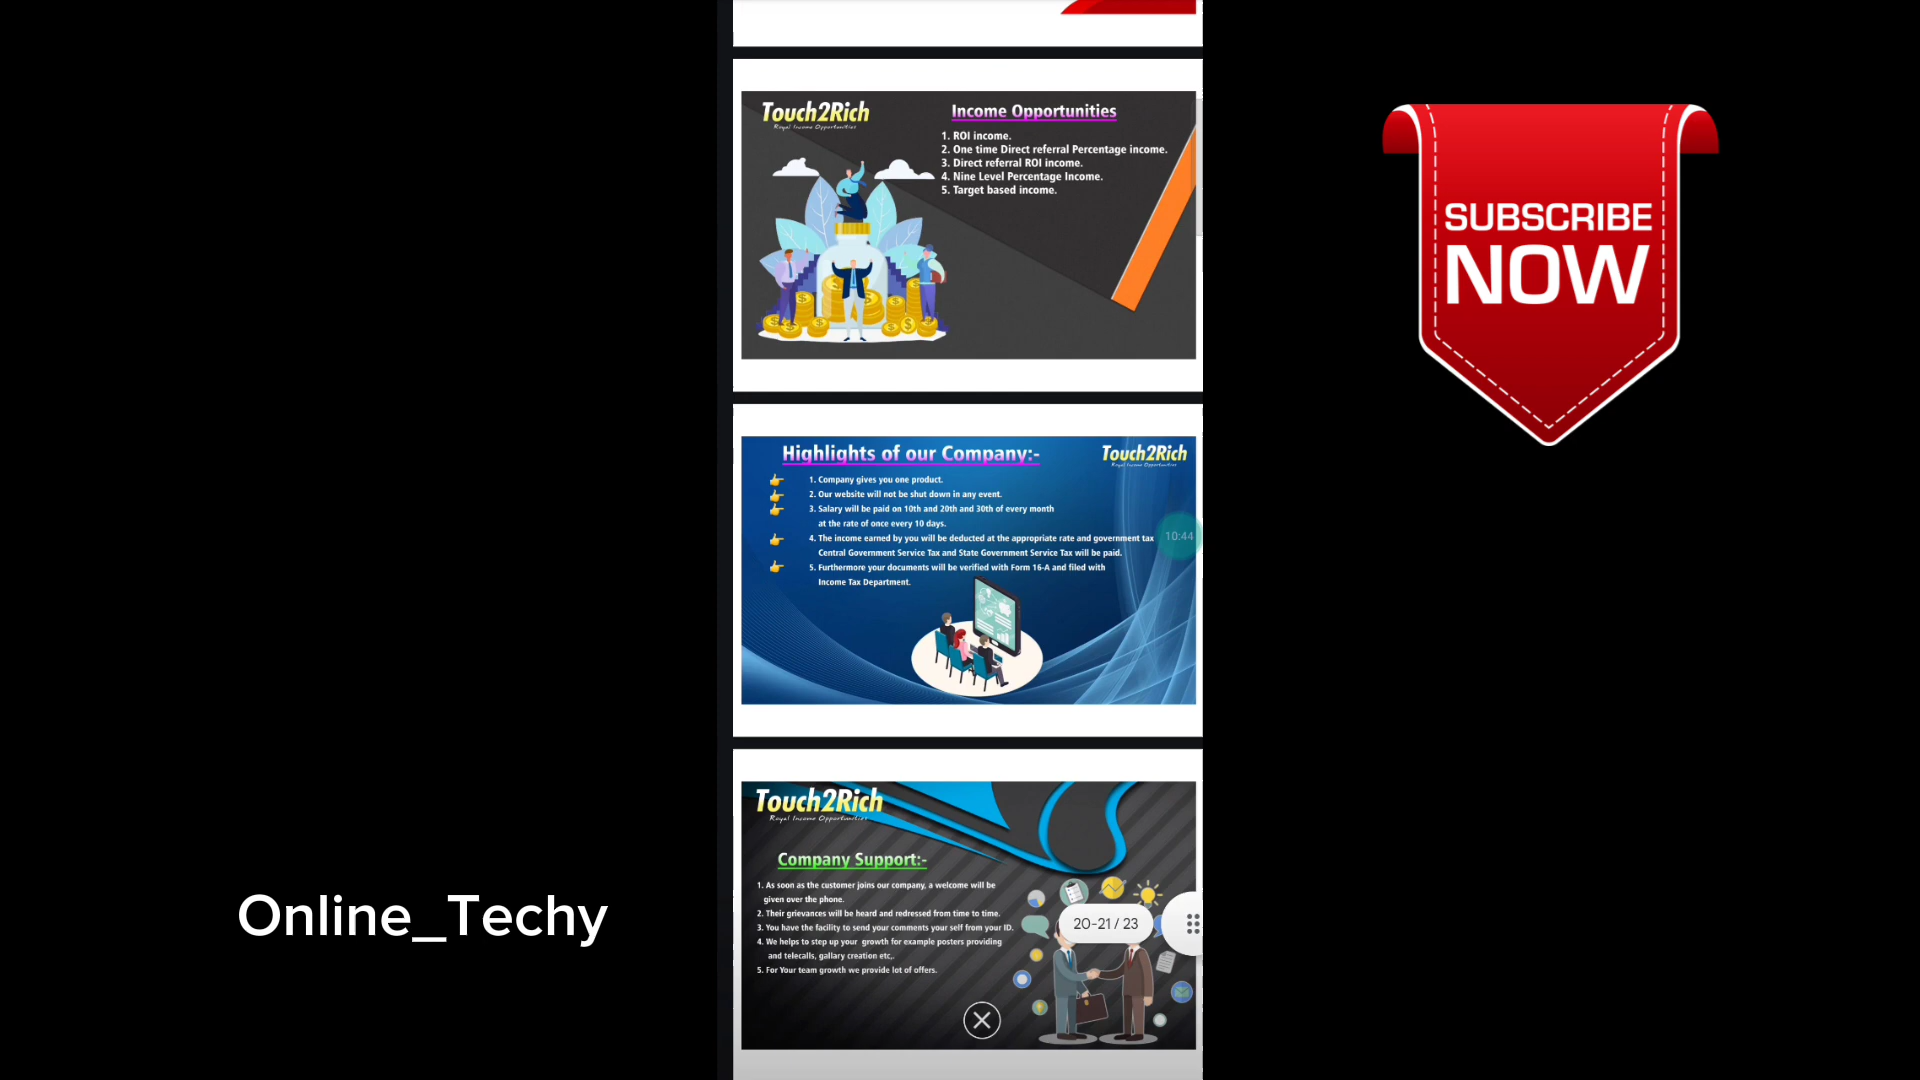 Touch2Rich
Royal Income Opportunities
Income Opportunities
1. ROI income.
2. One time Direct referral Percentage income.
3. Direct referral ROI income.
4. Nine Level Percentage Income.
5. Target based income.
SUBSCRIBE
NOW
Highlights of our Company:-
Touch2Rich
Royal Income Opportunities
1. Company gives you one product.
2. Our website will not be shut down in any event.
3. Salary will be paid on 10th and 20th and 30th of every month
at the rate of once every 10 days.
4. The income earned by you will be deducted at the appropriate rate and government tax
Central Government Service Tax and State Government Service Tax will be paid.
5. Furthermore your documents will be verified with Form 16-A and filed with
Income Tax Department.
10:44
Touch2Rich
Royal Income Opportunities
Company Support:-
1. As soon as the customer joins our company, a welcome will be
given over the phone.
2. Their grievances will be heard and redressed from time to time.
3. You have the facility to send your comments your self from your ID.
4. We helps to step up your growth for example posters providing
and telecalls, gallary creation etc,.
5. For Your team growth we provide lot of offers.
20-21 / 23
Online_Techy